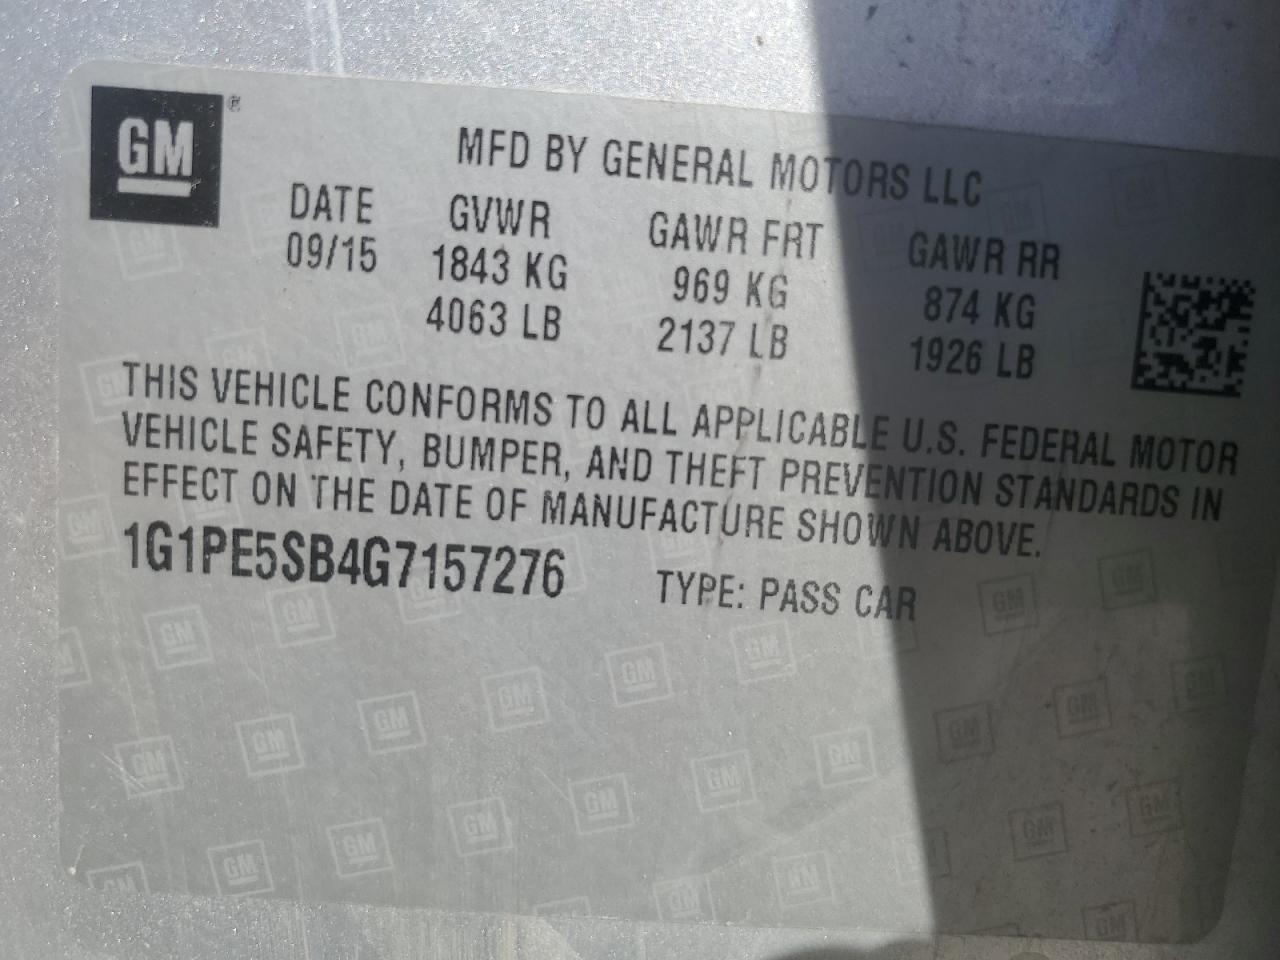 GM ®
MFD BY GENERAL MOTORS LLC
DATE GVWR GAWR FRT GAWR RR
09/15 1843 KG 969 KG 874 KG
4063 LB 2137 LB 1926 LB
THIS VEHICLE CONFORMS TO ALL APPLICABLE U.S. FEDERAL MOTOR
VEHICLE SAFETY, BUMPER, AND THEFT PREVENTION STANDARDS IN
EFFECT ON THE DATE OF MANUFACTURE SHOWN ABOVE.
1G1PE5SB4G7157276 TYPE: PASS CAR